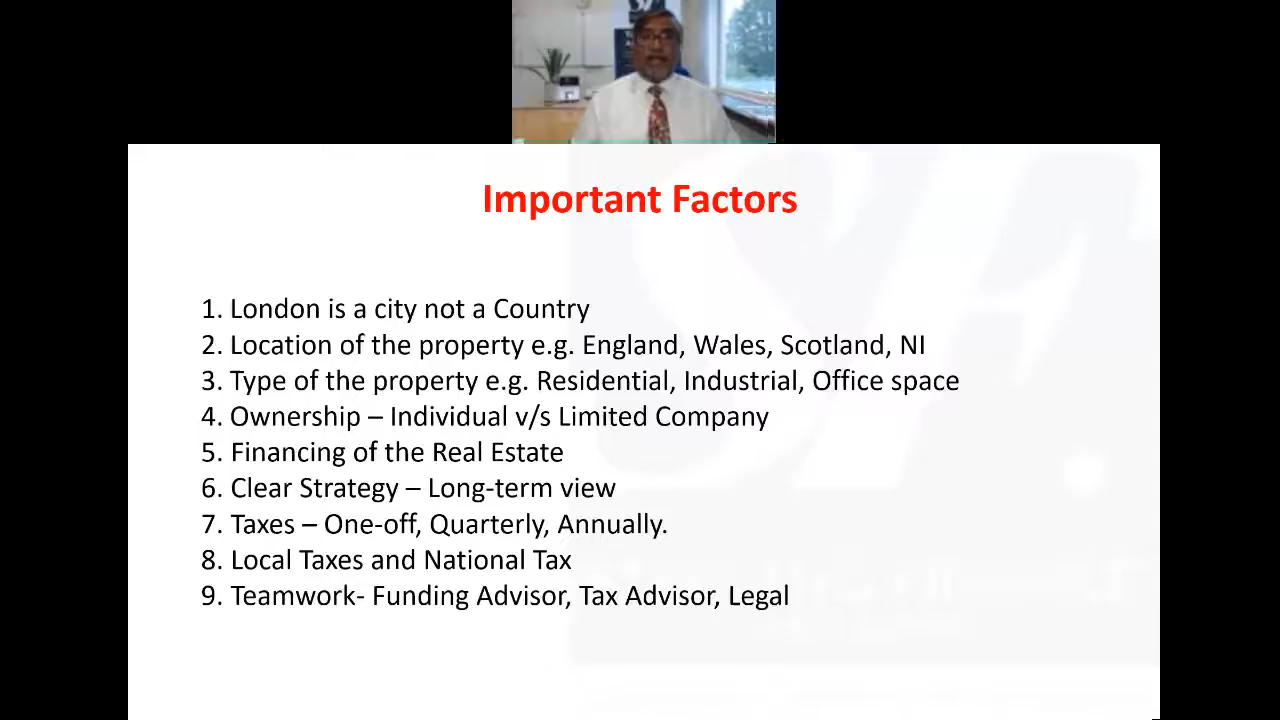 Important Factors
1. London is a city not a Country
2. Location of the property e.g. England, Wales, Scotland, NI
3. Type of the property e.g. Residential, Industrial, Office space
4. Ownership – Individual v/s Limited Company
5. Financing of the Real Estate
6. Clear Strategy – Long-term view
7. Taxes – One-off, Quarterly, Annually.
8. Local Taxes and National Tax
9. Teamwork- Funding Advisor, Tax Advisor, Legal